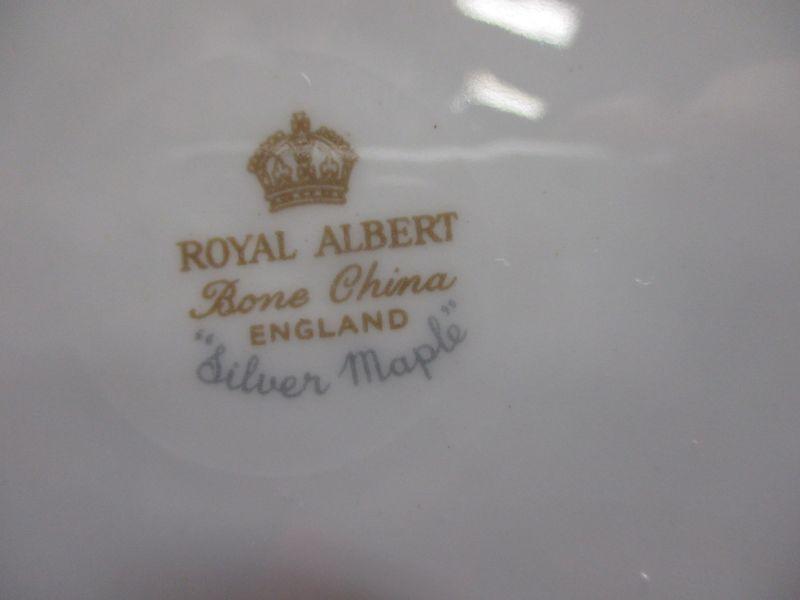 ROYAL ALBERT
Bone China
ENGLAND
"Silver Maple"